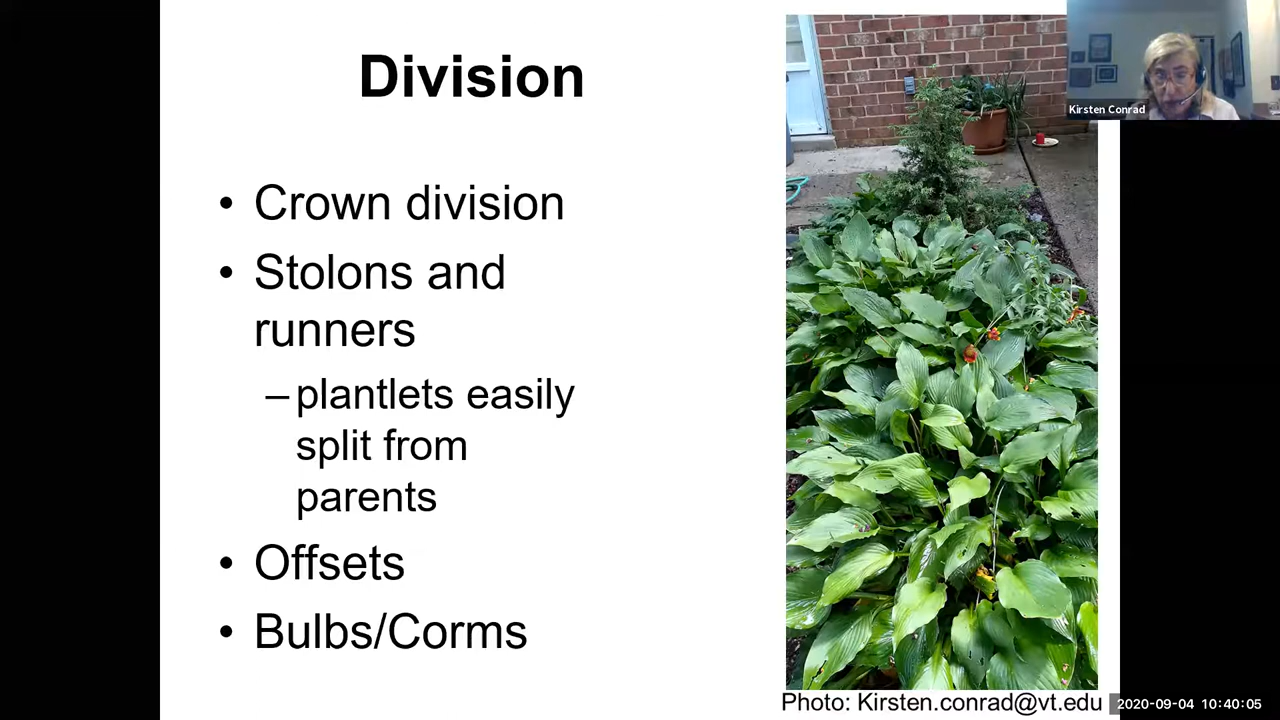 Division
• Crown division
• Stolons and
runners
– plantlets easily
split from
parents
• Offsets
• Bulbs/Corms
Kirsten Conrad
Photo: Kirsten.conrad@vt.edu
2020-09-04 10:40:05